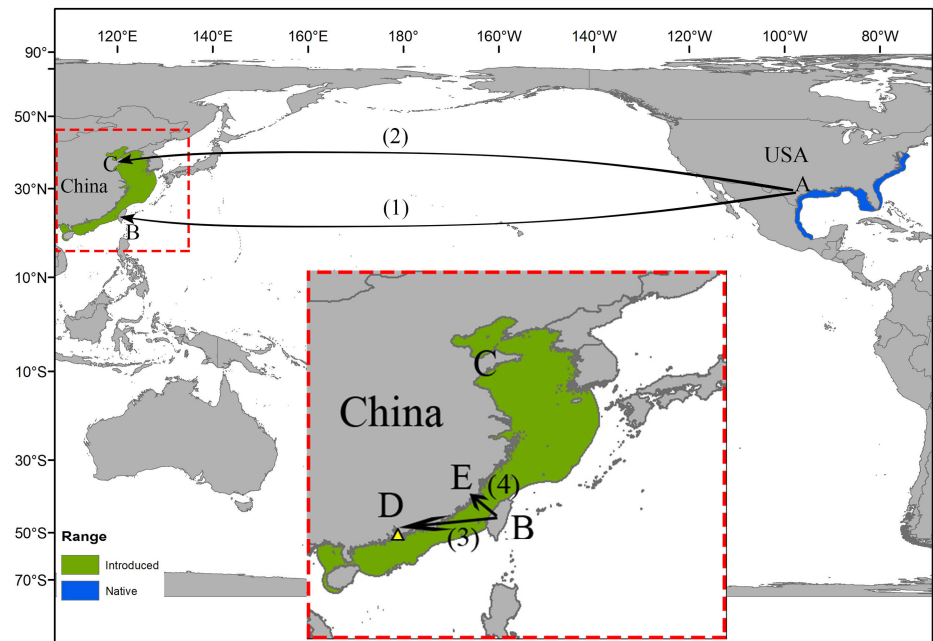 120°E 140°E 160°E 180° 160°W 140°W 120°W 100°W 80°W
90°
50°N
30°N
10°N
10°S
30°S
50°S
70°S
(2)
USA
C
A
China
(1)
B
C
China
E
(4)
D
B
(3)
Range
Introduced
Native